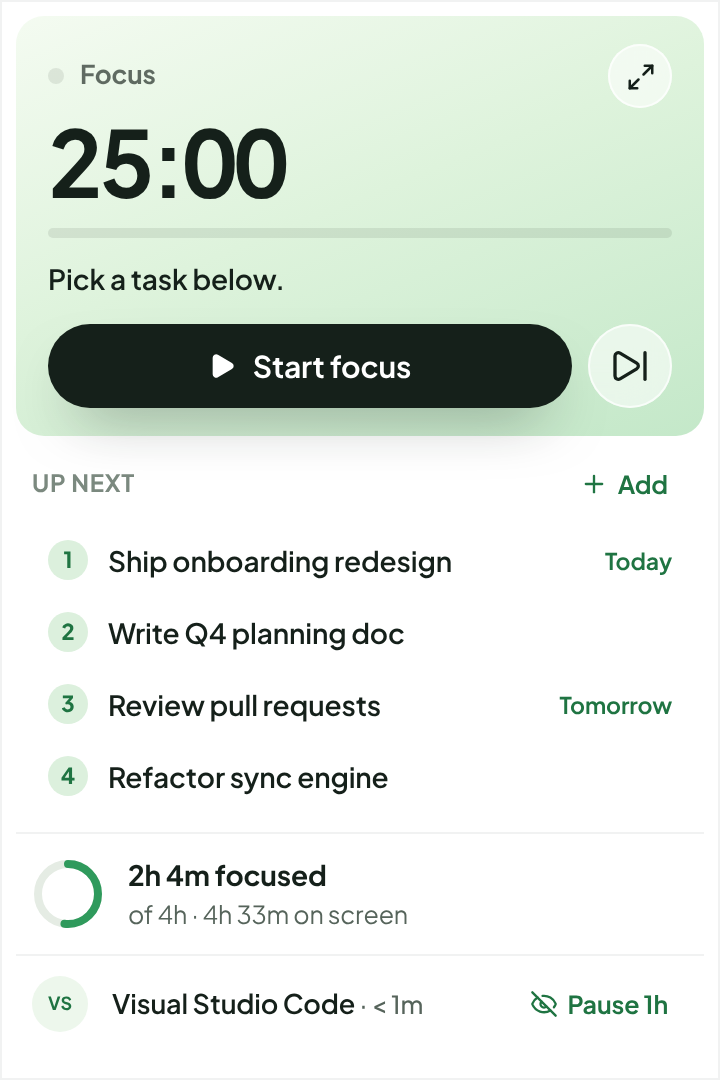 Focus
25:00
Pick a task below.
Start focus
UP NEXT
+ Add
1 Ship onboarding redesign Today
2 Write Q4 planning doc
3 Review pull requests Tomorrow
4 Refactor sync engine
2h 4m focused
of 4h · 4h 33m on screen
VS Visual Studio Code · < 1m Pause 1h